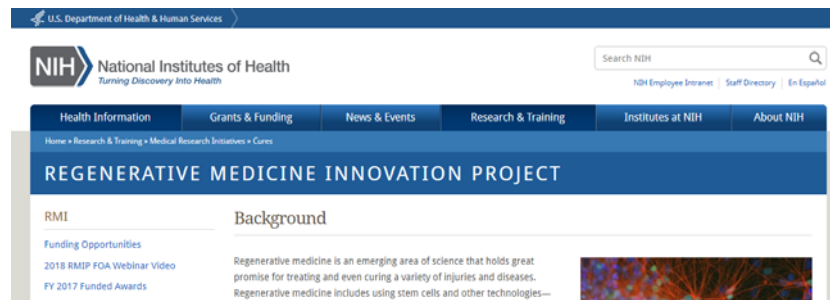 U.S. Department of Health & Human Services
NIH National Institutes of Health
Turning Discovery Into Health
Search NIH
NIH Employee Intranet | Staff Directory | En Español
Health Information Grants & Funding News & Events Research & Training Institutes at NIH About NIH
Home » Research & Training » Medical Research Initiatives » Cures
REGENERATIVE MEDICINE INNOVATION PROJECT
RMI
Funding Opportunities
2018 RMIP FOA Webinar Video
FY 2017 Funded Awards
Background
Regenerative medicine is an emerging area of science that holds great
promise for treating and even curing a variety of injuries and diseases.
Regenerative medicine includes using stem cells and other technologies—